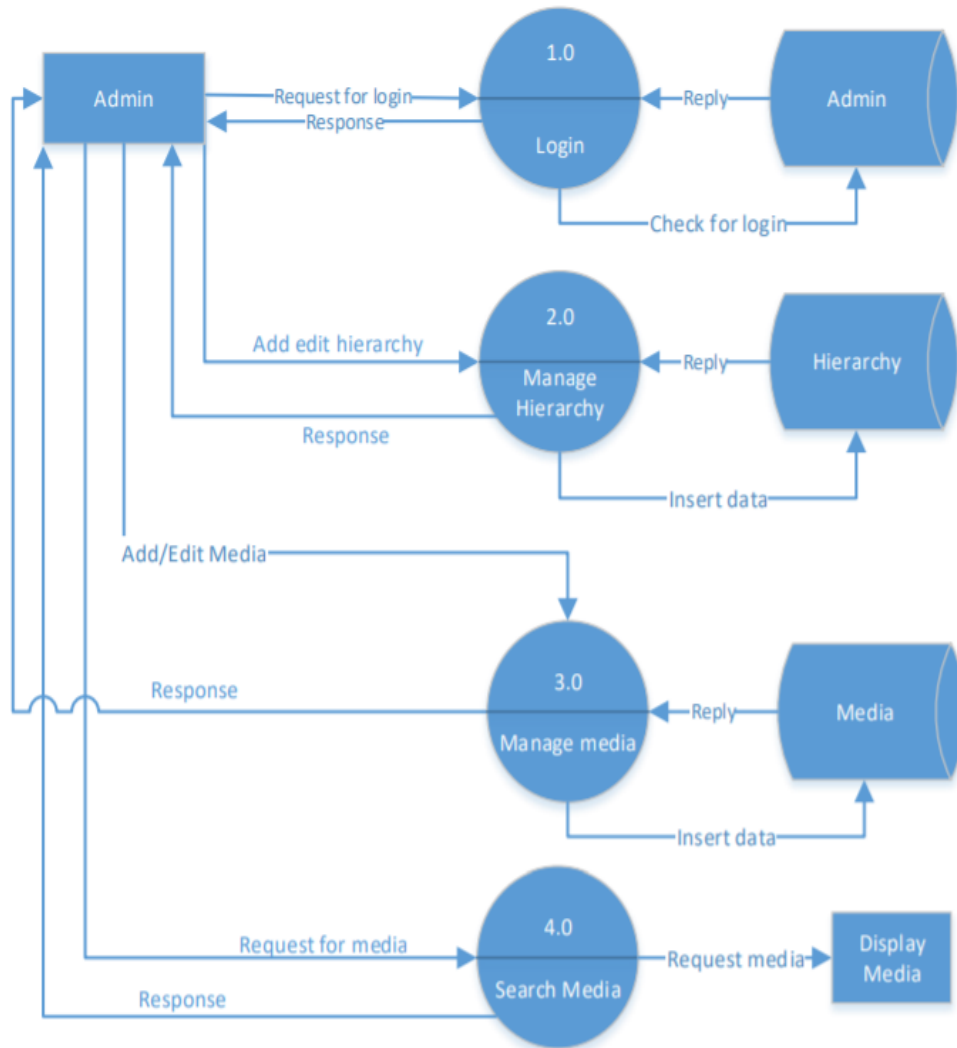 1.0
Admin
Request for login
Reply
Admin
Response
Login
Check for login
2.0
Add edit hierarchy
Reply
Hierarchy
Manage
Hierarchy
Response
Insert data
Add/Edit Media
3.0
Response
Reply
Media
Manage media
Insert data
4.0
Request for media
Request media
Display
Media
Search Media
Response